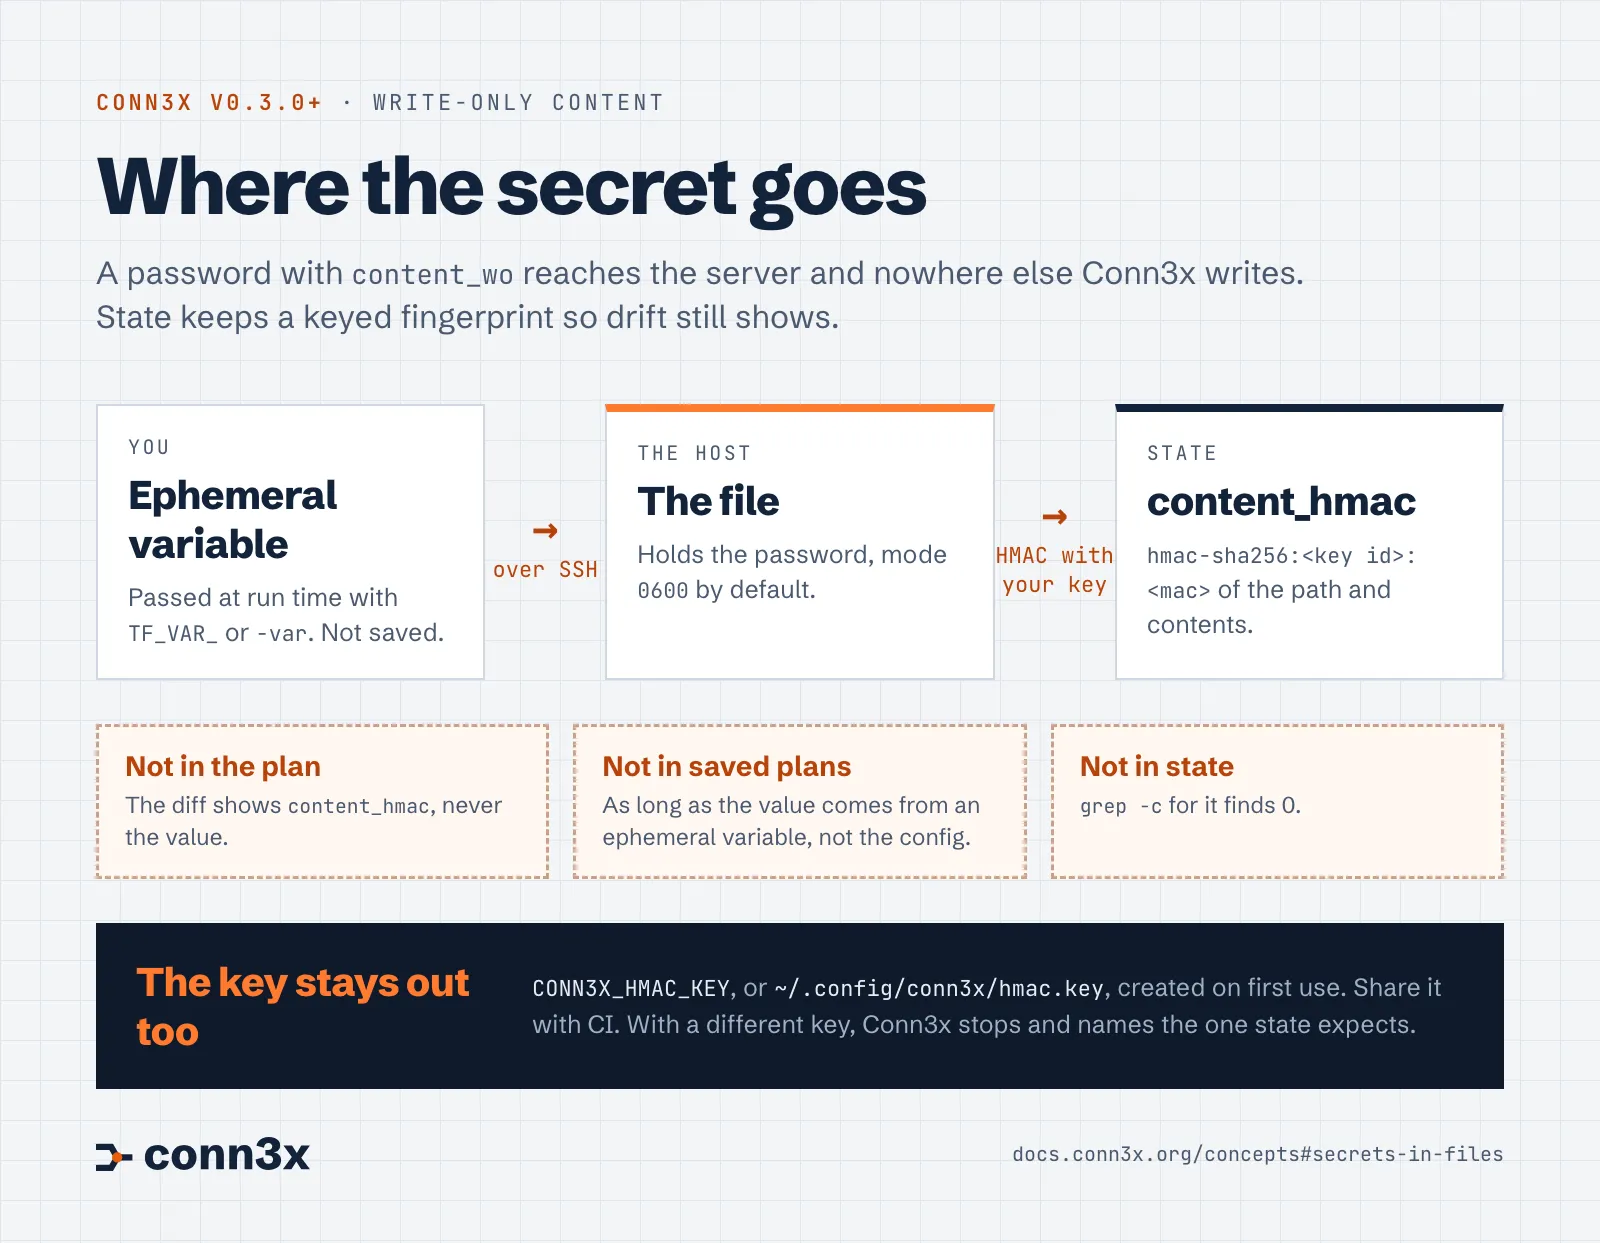 CONN3X V0.3.0+ · WRITE-ONLY CONTENT
Where the secret goes
A password with content_wo reaches the server and nowhere else Conn3x writes.
State keeps a keyed fingerprint so drift still shows.
YOU
Ephemeral
variable
Passed at run time with
TF_VAR_ or -var. Not saved.
→
over SSH
THE HOST
The file
Holds the password, mode
0600 by default.
→
HMAC with
your key
STATE
content_hmac
hmac-sha256:<key id>:
<mac> of the path and
contents.
Not in the plan
The diff shows content_hmac, never
the value.
Not in saved plans
As long as the value comes from an
ephemeral variable, not the config.
Not in state
grep -c for it finds 0.
The key stays out
too
CONN3X_HMAC_KEY, or ~/.config/conn3x/hmac.key, created on first use. Share it
with CI. With a different key, Conn3x stops and names the one state expects.
conn3x
docs.conn3x.org/concepts#secrets-in-files